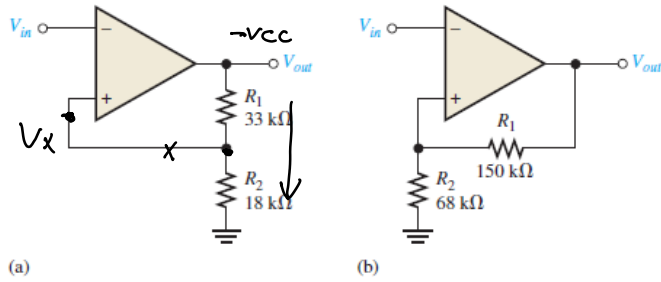 Vin
−
+
-VCC
Vout
R1
33 kΩ
Vx
x
R2
18 kΩ
(a)
Vin
−
+
Vout
R1
150 kΩ
R2
68 kΩ
(b)